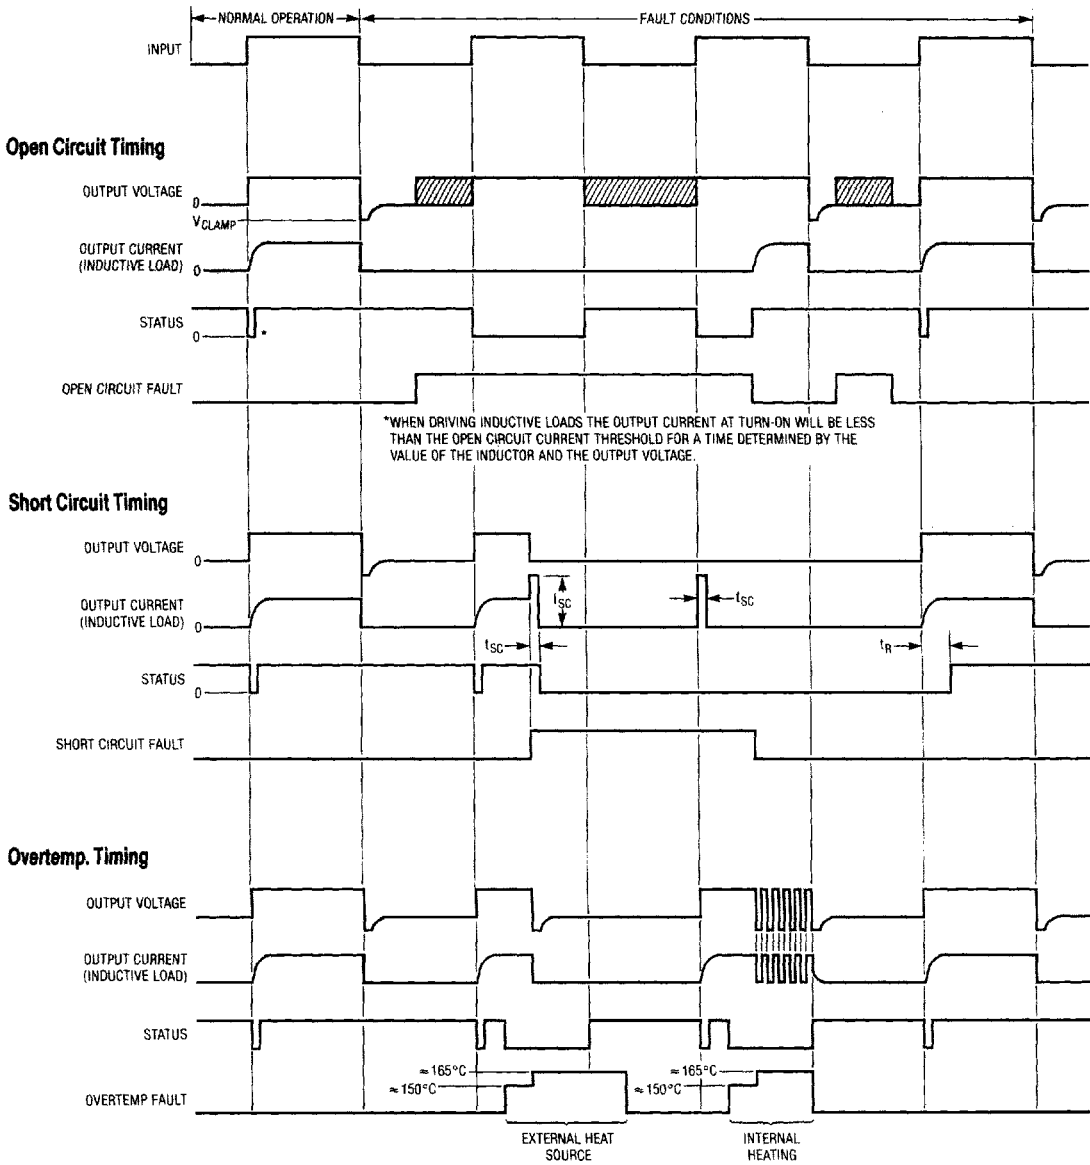 NORMAL OPERATION
FAULT CONDITIONS
INPUT
Open Circuit Timing
OUTPUT VOLTAGE
0
VCLAMP
OUTPUT CURRENT
(INDUCTIVE LOAD)
0
STATUS
0
*
OPEN CIRCUIT FAULT
*WHEN DRIVING INDUCTIVE LOADS THE OUTPUT CURRENT AT TURN-ON WILL BE LESS
THAN THE OPEN CIRCUIT CURRENT THRESHOLD FOR A TIME DETERMINED BY THE
VALUE OF THE INDUCTOR AND THE OUTPUT VOLTAGE.
Short Circuit Timing
OUTPUT VOLTAGE
0
OUTPUT CURRENT
(INDUCTIVE LOAD)
0
ISC
tSC
tSC
tR
STATUS
0
SHORT CIRCUIT FAULT
Overtemp. Timing
OUTPUT VOLTAGE
OUTPUT CURRENT
(INDUCTIVE LOAD)
STATUS
≈165°C
≈165°C
≈150°C
≈150°C
OVERTEMP FAULT
EXTERNAL HEAT
SOURCE
INTERNAL
HEATING